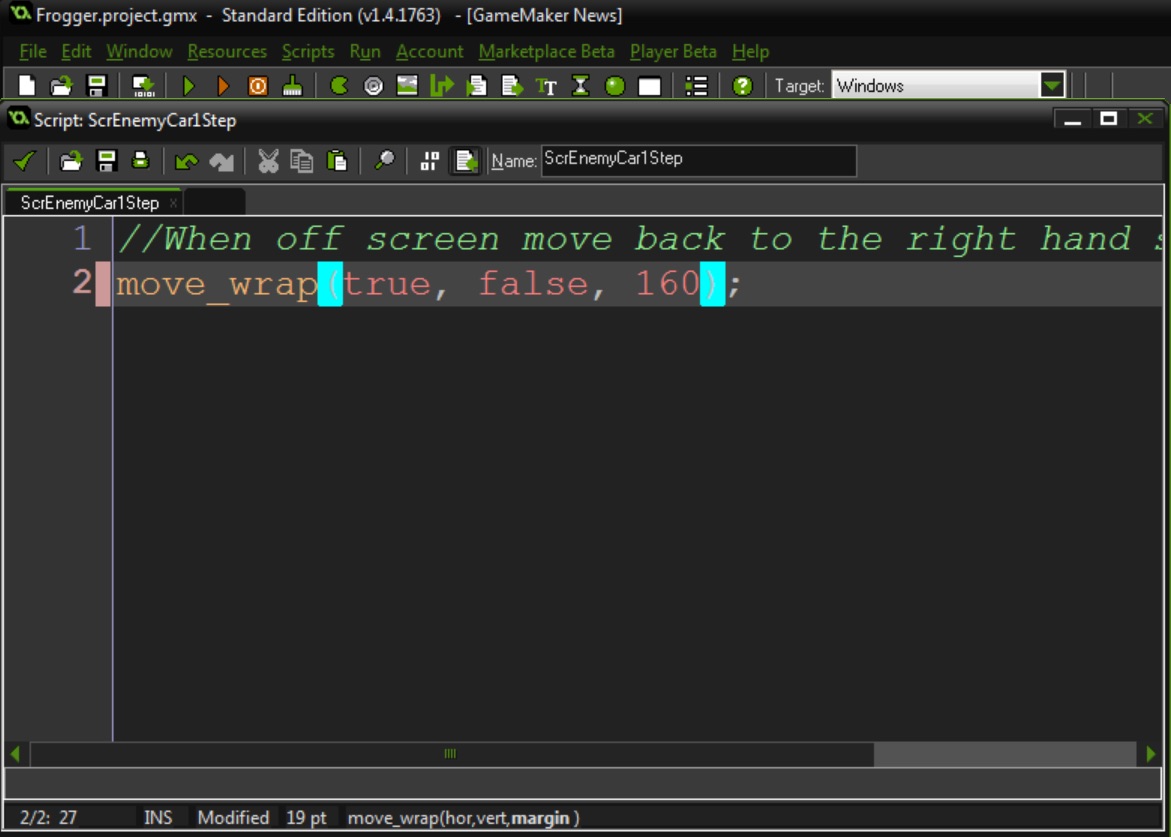 Frogger.project.gmx - Standard Edition (v1.4.1763) - [GameMaker News]
File Edit Window Resources Scripts Run Account Marketplace Beta Player Beta Help
Target: Windows
Script: ScrEnemyCar1Step
Name: ScrEnemyCar1Step
ScrEnemyCar1Step ×
1 //When off screen move back to the right hand
2 move_wrap(true, false, 160);
2/2: 27 INS Modified 19 pt move_wrap(hor,vert,margin )